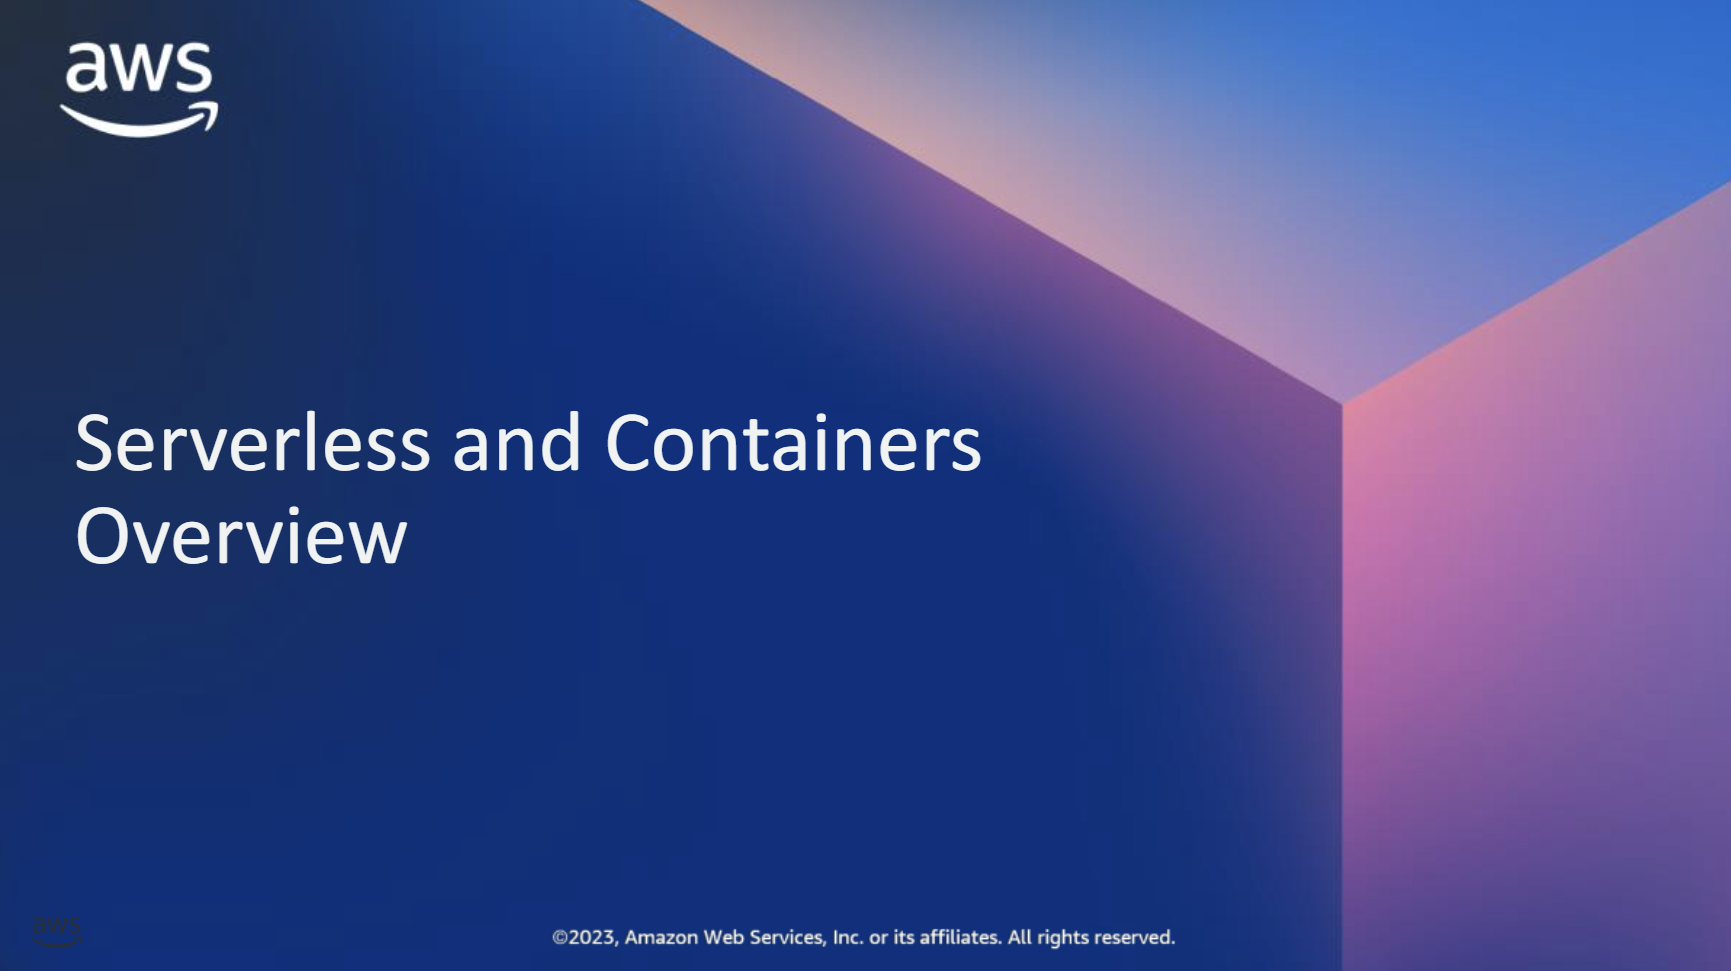 aws
Serverless and Containers
Overview
aws
©2023, Amazon Web Services, Inc. or its affiliates. All rights reserved.